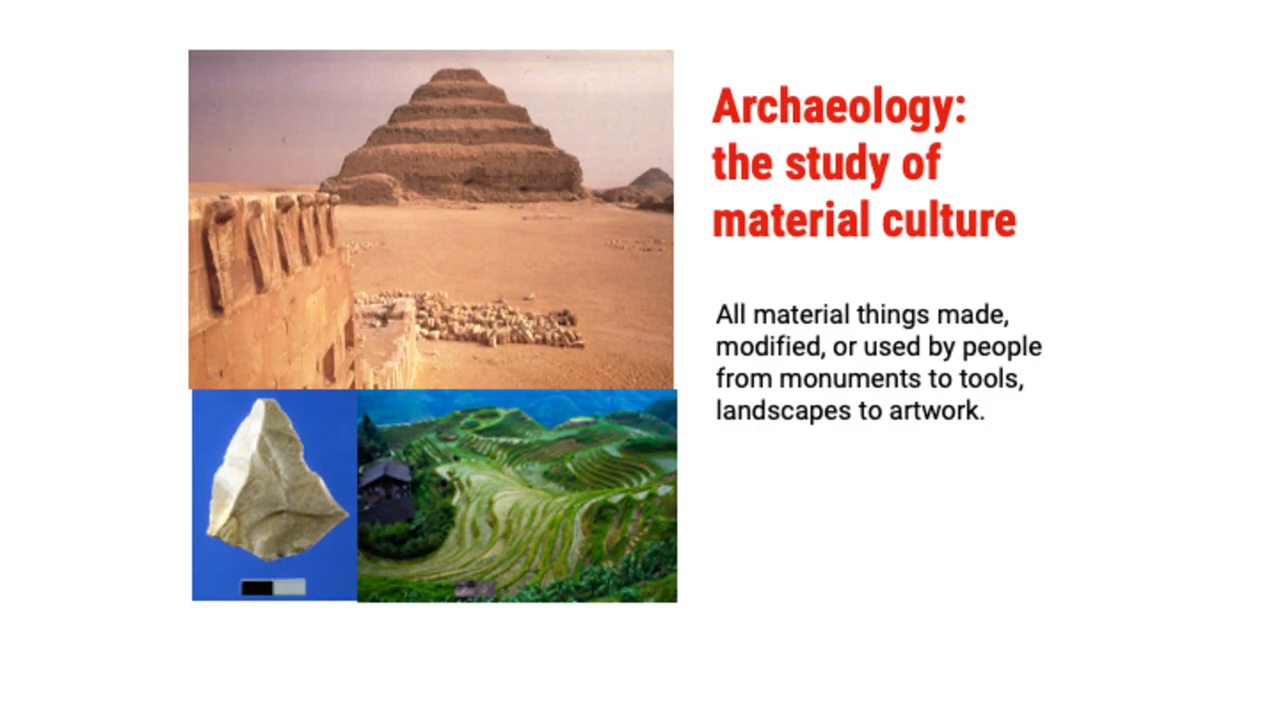 Archaeology:
the study of
material culture
All material things made,
modified, or used by people
from monuments to tools,
landscapes to artwork.